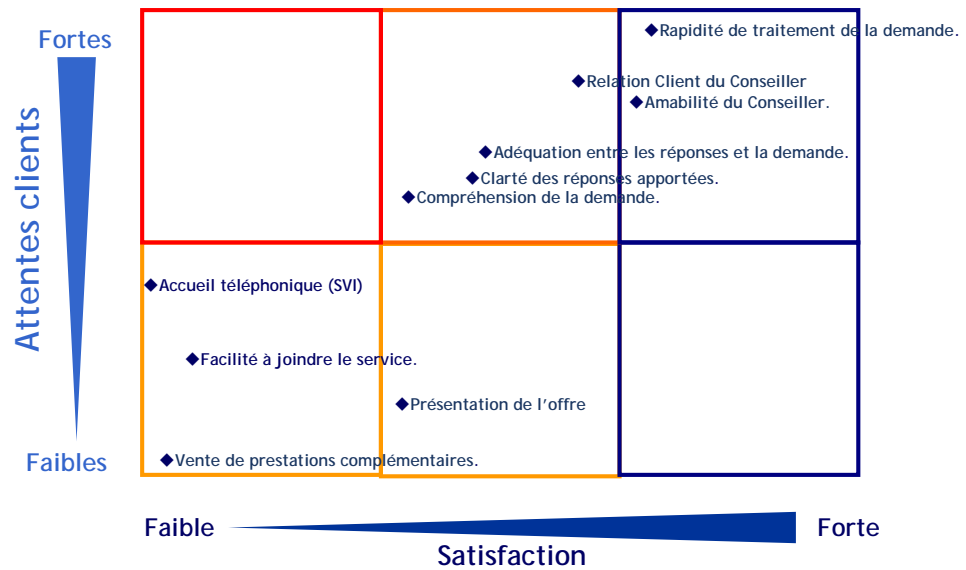 Fortes
Rapidité de traitement de la demande.
Relation Client du Conseiller
Amabilité du Conseiller.
Adéquation entre les réponses et la demande.
Clarté des réponses apportées.
Compréhension de la demande.
Attentes clients
Accueil téléphonique (SVI)
Facilité à joindre le service.
Présentation de l'offre
Faibles
Vente de prestations complémentaires.
Faible
Forte
Satisfaction